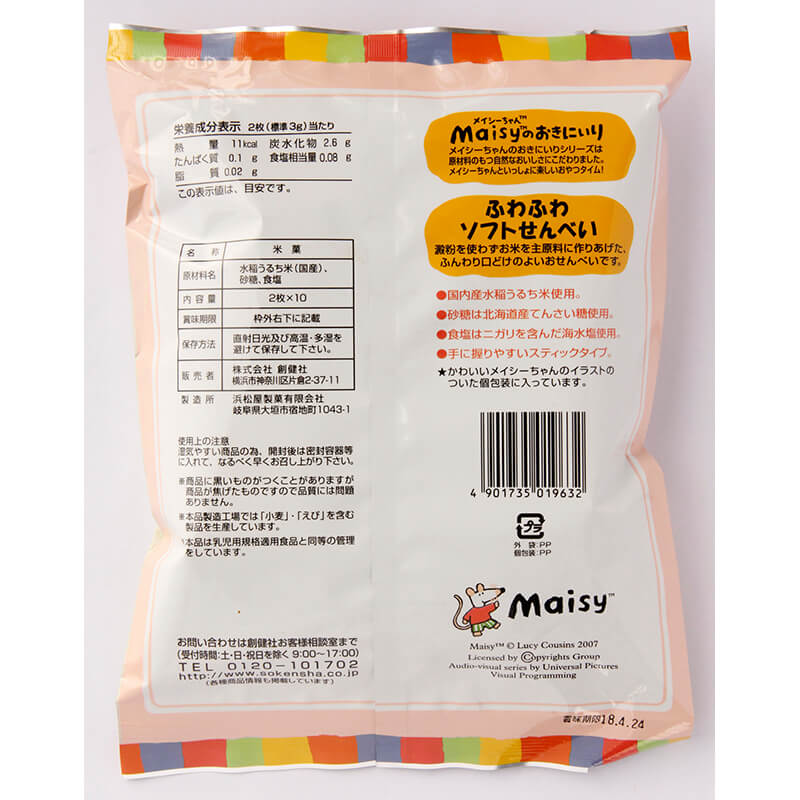 栄養成分表示 2枚(標準3g)当たり
熱量 11kcal 炭水化物 2.6g
たんぱく質 0.1g 食塩相当量 0.08g
脂質 0.02g
この表示値は、目安です。
名称 米菓
原材料名 水稲うるち米(国産)、
砂糖、食塩
内容量 2枚×10
賞味期限 枠外右下に記載
保存方法 直射日光及び高温・多湿を
避けて保存して下さい。
販売者 株式会社 創健社
横浜市神奈川区片倉2-37-11
製造所 浜松屋製菓有限会社
岐阜県大垣市宿地町1043-1
使用上の注意
湿気やすい商品の為、開封後は密封容器等
に入れて、なるべく早くお召し上がり下さい。
※商品に黒いものがつくことがありますが
商品が焦げたものですので品質には問題
ありません。
※本品製造工場では「小麦」・「えび」を含む
製品を生産しています。
※本品は乳児用規格適用食品と同等の管理
をしています。
お問い合わせは創健社お客様相談室まで
(受付時間:土・日・祝日を除く 9:00〜17:00)
TEL 0120-101702
http://www.sokensha.co.jp
(各種商品情報も掲載しています)
メイシーちゃん™
Maisy™のおきにいり
メイシーちゃんのおきにいりシリーズは
原材料のもつ自然なおいしさにこだわりました。
メイシーちゃんといっしょに楽しいおやつタイム!
ふわふわ
ソフトせんべい
澱粉を使わずお米を主原料に作りあげた、
ふんわり口どけのよいおせんべいです。
●国内産水稲うるち米使用。
●砂糖は北海道産てんさい糖使用。
●食塩はニガリを含んだ海水塩使用。
●手に握りやすいスティックタイプ。
★かわいいメイシーちゃんのイラストの
ついた個包装に入っています。
4 901735 019632
プラ
外袋:PP
個包装:PP
Maisy™
Maisy™ © Lucy Cousins 2007
Licensed by Copyrights Group
Audio-visual series by Universal Pictures
Visual Programming
賞味期限18.4.24